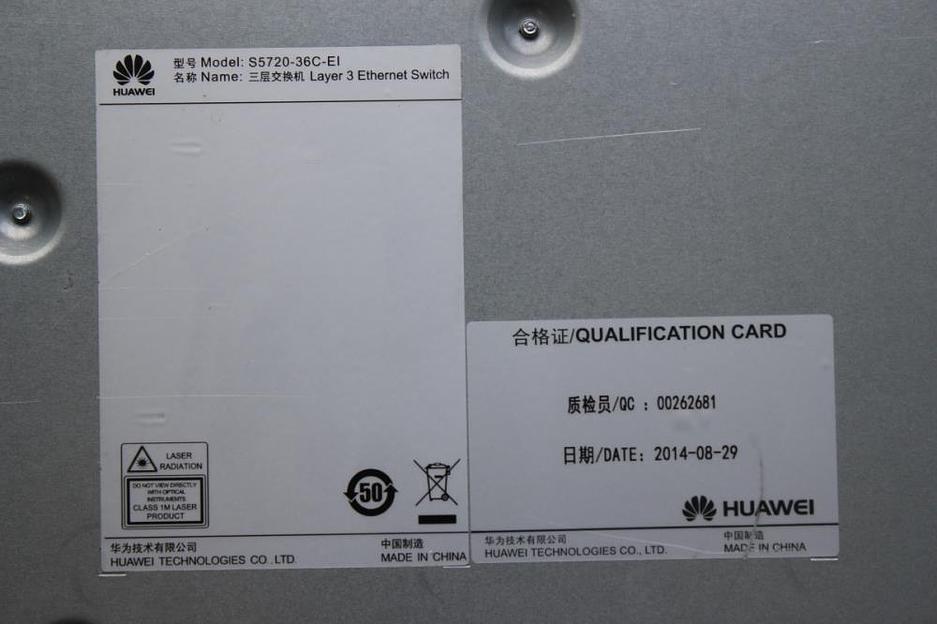 HUAWEI
型号 Model: S5720-36C-EI
名称 Name: 三层交换机 Layer 3 Ethernet Switch
LASER
RADIATION
DO NOT VIEW DIRECTLY
WITH OPTICAL
INSTRUMENTS
CLASS 1M LASER
PRODUCT
50
华为技术有限公司
HUAWEI TECHNOLOGIES CO.,LTD.
中国制造
MADE IN CHINA
合格证/QUALIFICATION CARD
质检员/QC : 00262681
日期/DATE: 2014-08-29
HUAWEI
华为技术有限公司
HUAWEI TECHNOLOGIES CO., LTD.
中国制造
MADE IN CHINA